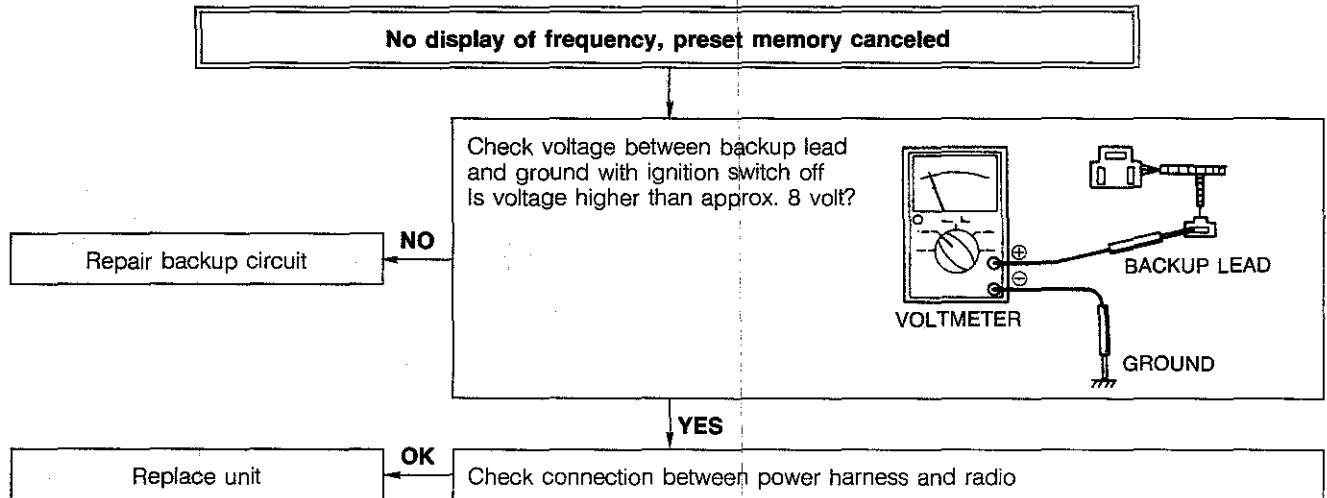 No display of frequency, preset memory canceled
Check voltage between backup lead
and ground with ignition switch off
Is voltage higher than approx. 8 volt?
⊕
⊖
BACKUP LEAD
VOLTMETER
GROUND
NO
Repair backup circuit
YES
OK
Replace unit
Check connection between power harness and radio